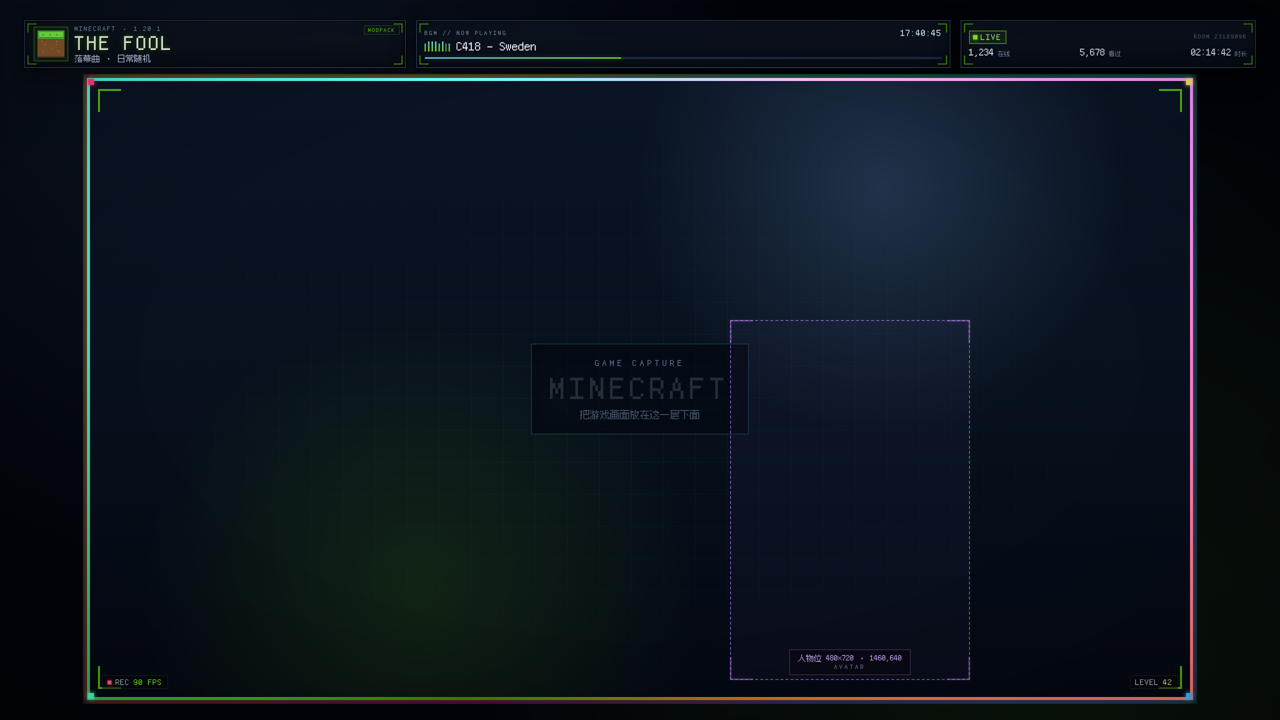 MINECRAFT · 1.20.1
THE FOOL
落幕曲 · 日常随机
MODPACK
BGM // NOW PLAYING
C418 - Sweden
17:40:45
LIVE
1,234 在线
5,678 看过
02:14:42 时长
GAME CAPTURE
MINECRAFT
把游戏画面放在这一层下面
人物位 480×720 · 1460,640
AVATAR
REC 90 FPS
LEVEL 42